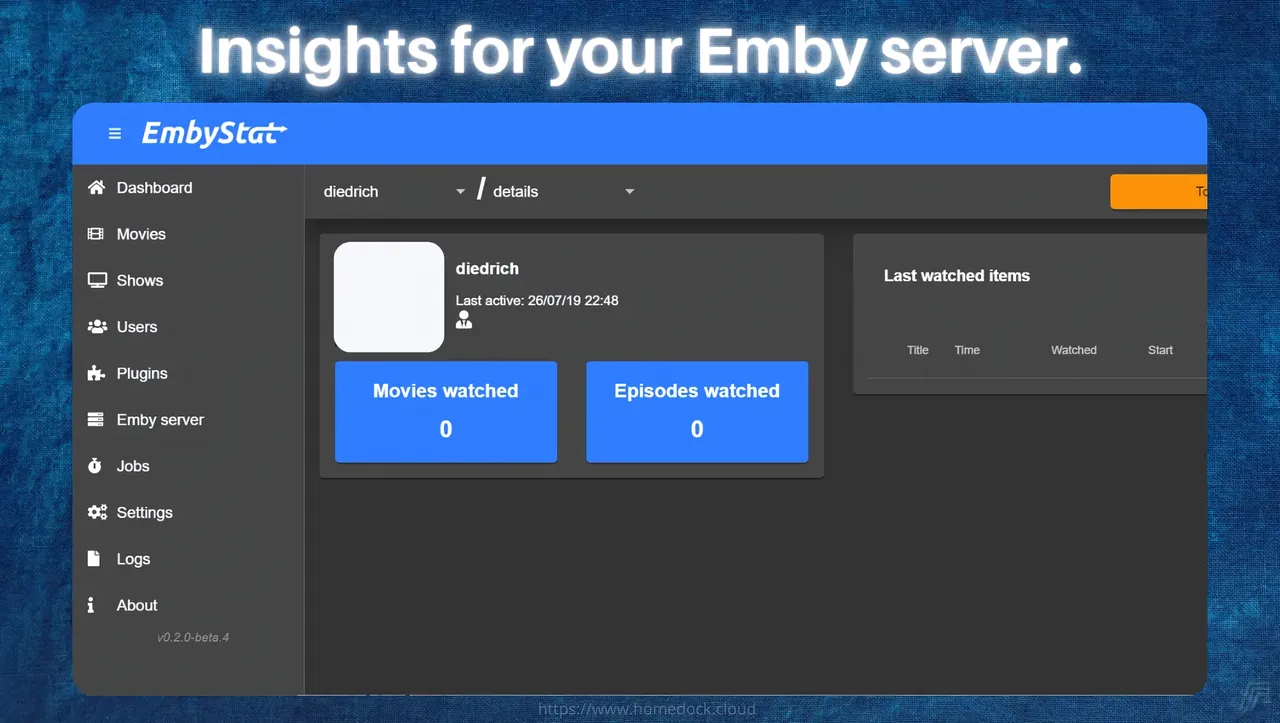 Insights for your Emby server.
EmbyStat
Dashboard
Movies
Shows
Users
Plugins
Emby server
Jobs
Settings
Logs
About
v0.2.0-beta.4
diedrich / details
diedrich
Last active: 26/07/19 22:48
Movies watched
0
Episodes watched
0
Last watched items
Title Time Watched Start
https://www.homedock.cloud